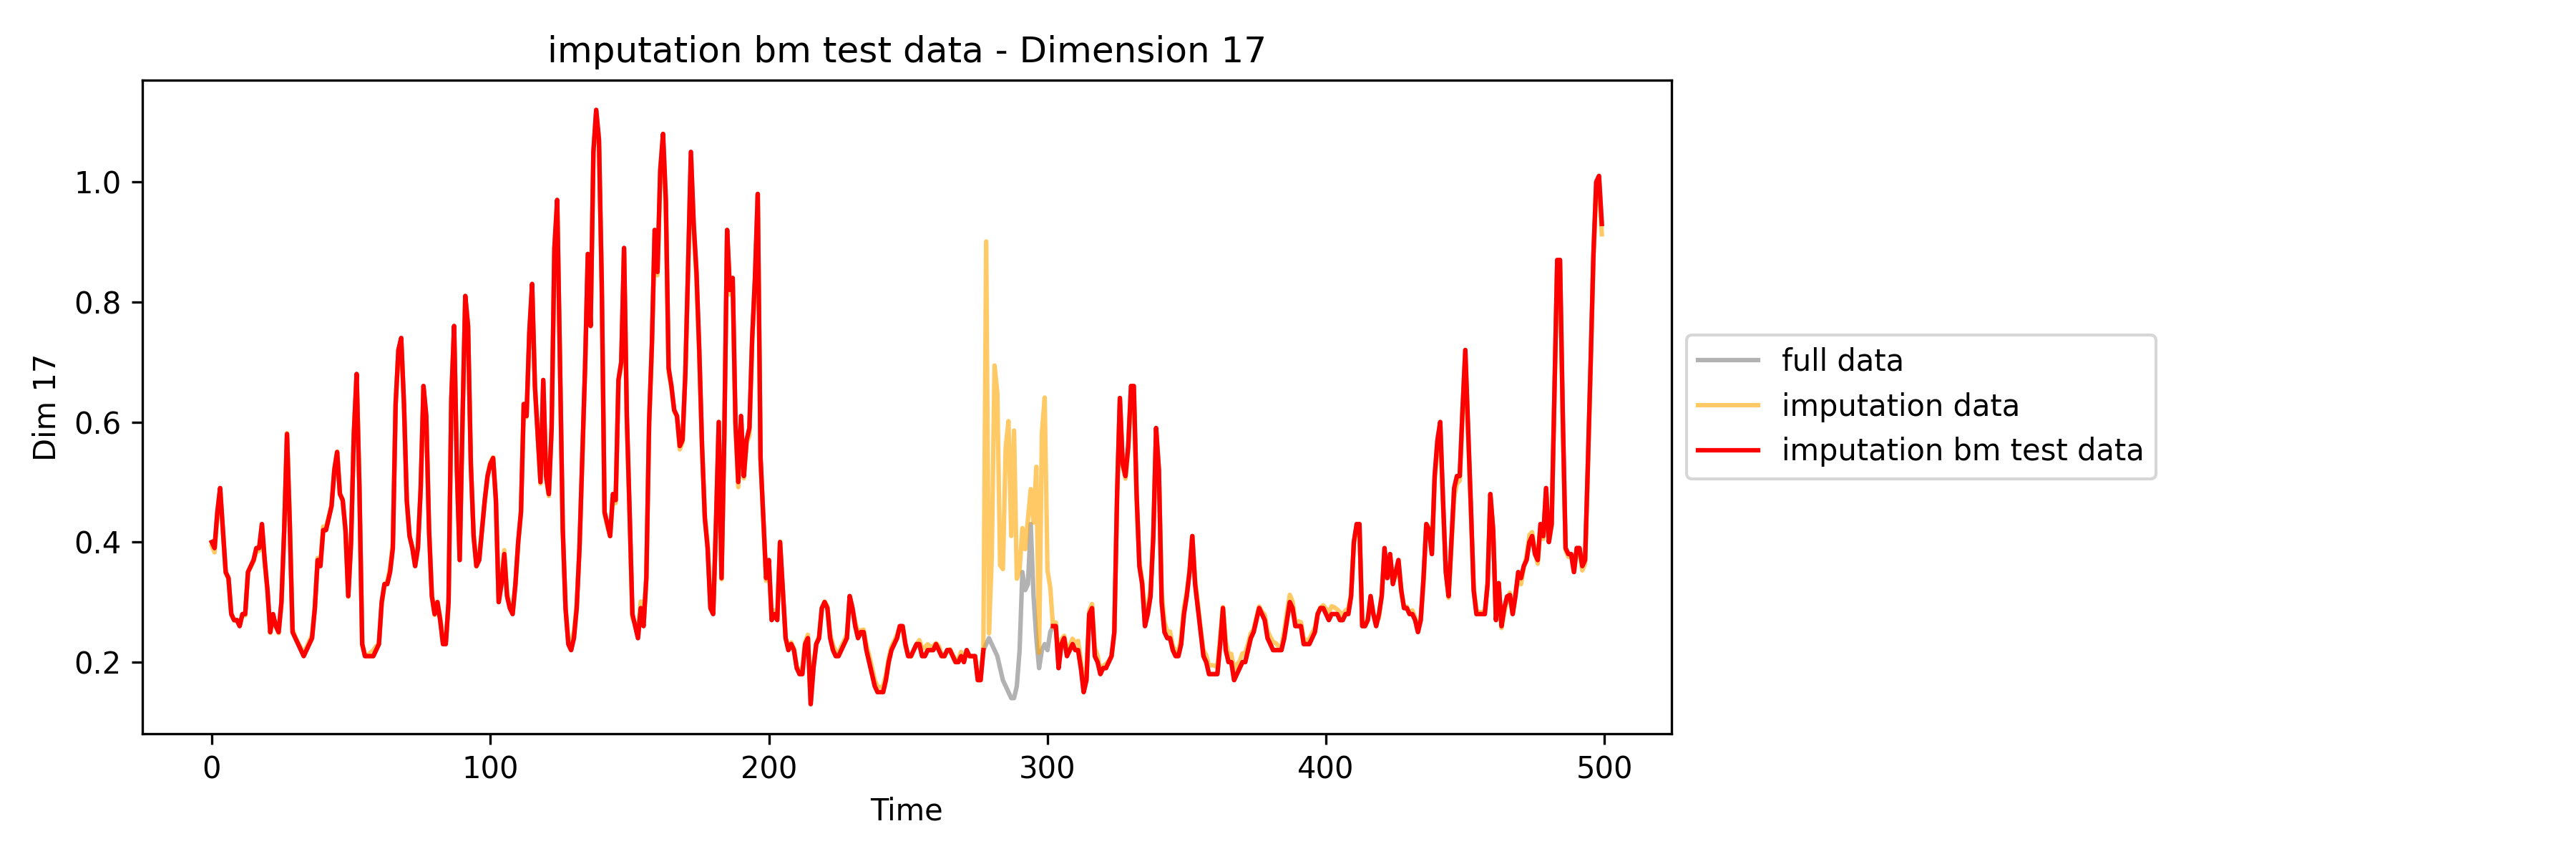 imputation bm test data - Dimension 17
Dim 17
1.0
0.8
0.6
0.4
0.2
0
100
200
300
400
500
Time
full data
imputation data
imputation bm test data